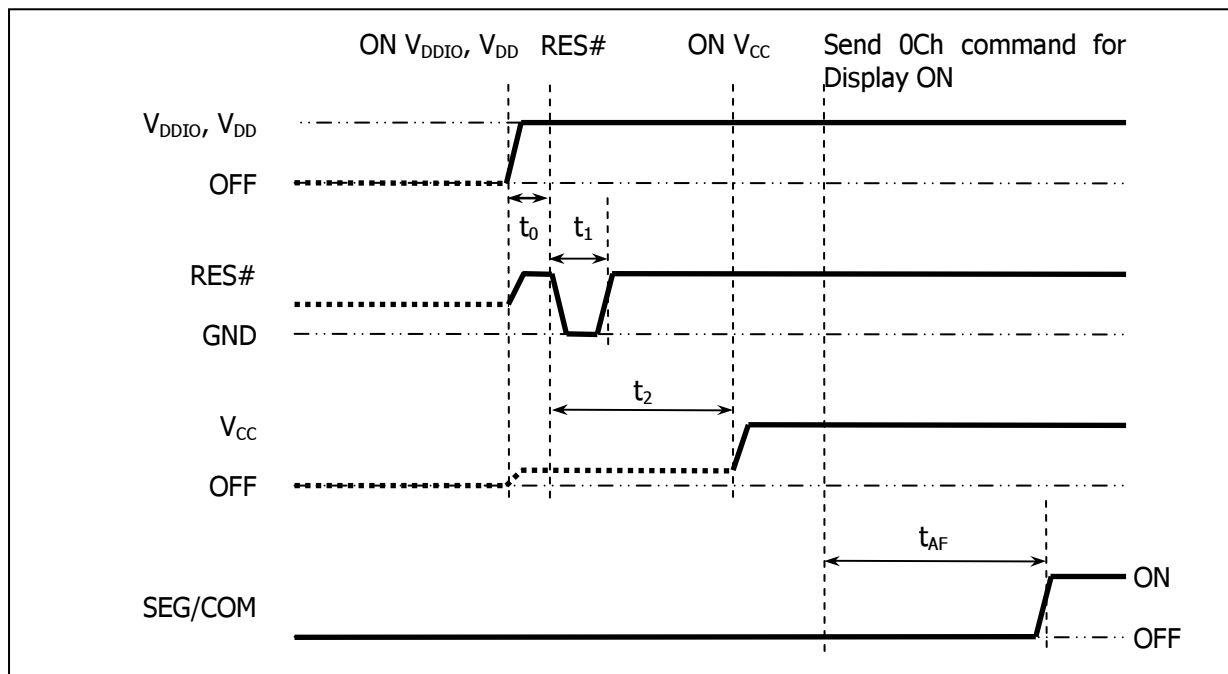 ON VDDIO, VDD RES# ON VCC Send 0Ch command for
Display ON
VDDIO, VDD
OFF
t0 t1
RES#
GND
t2
VCC
OFF
tAF
ON
SEG/COM
OFF